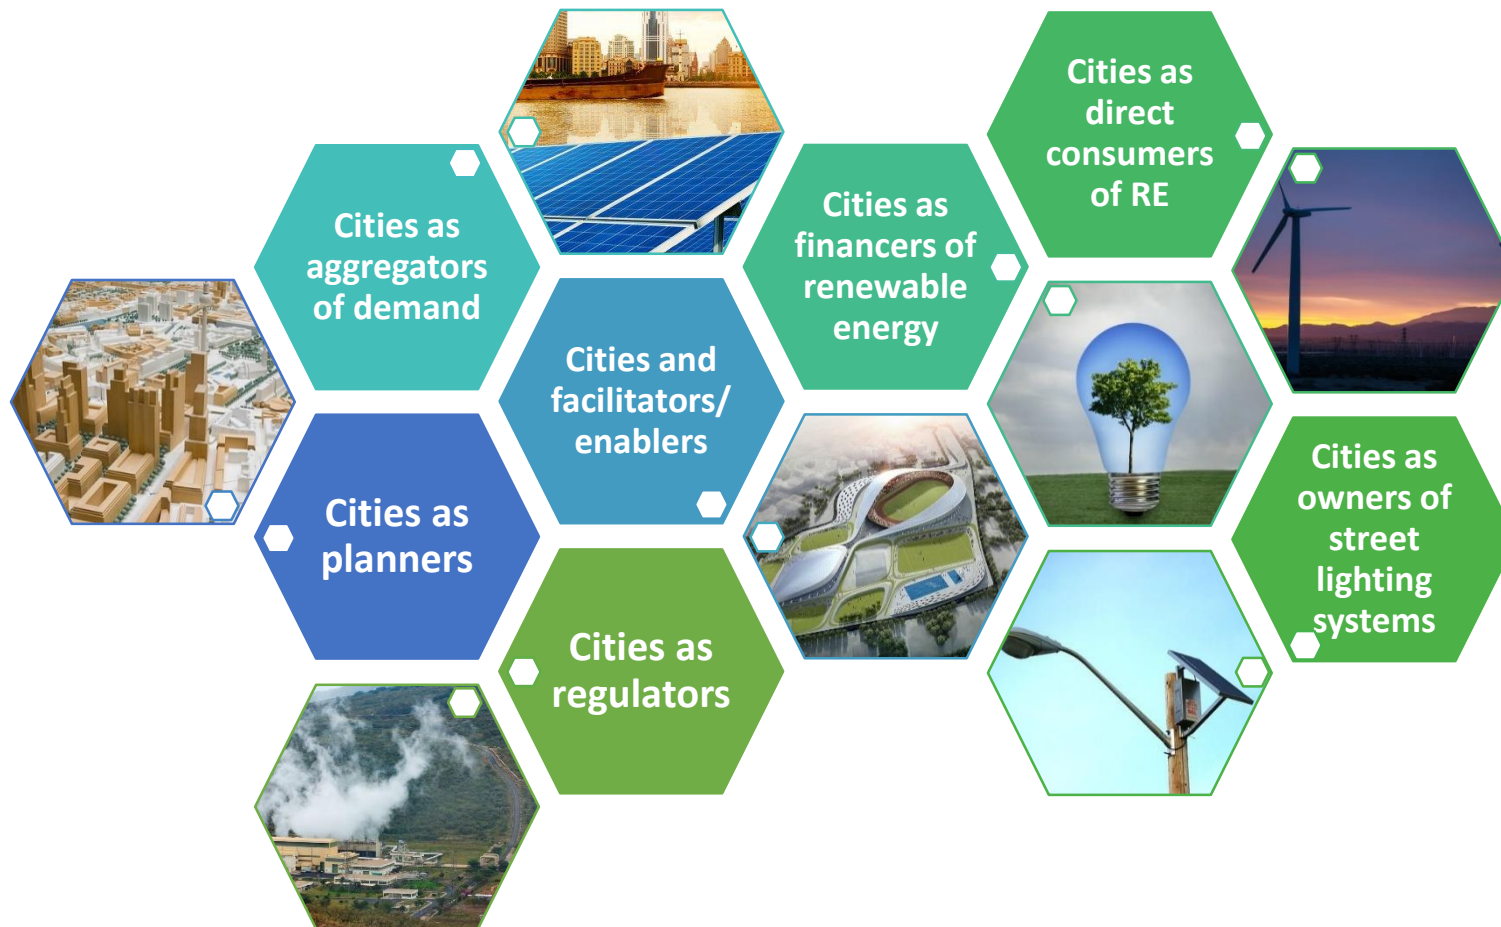 Cities as
aggregators
of demand
Cities as
planners
Cities and
facilitators/
enablers
Cities as
regulators
Cities as
financers of
renewable
energy
Cities as
direct
consumers
of RE
Cities as
owners of
street
lighting
systems